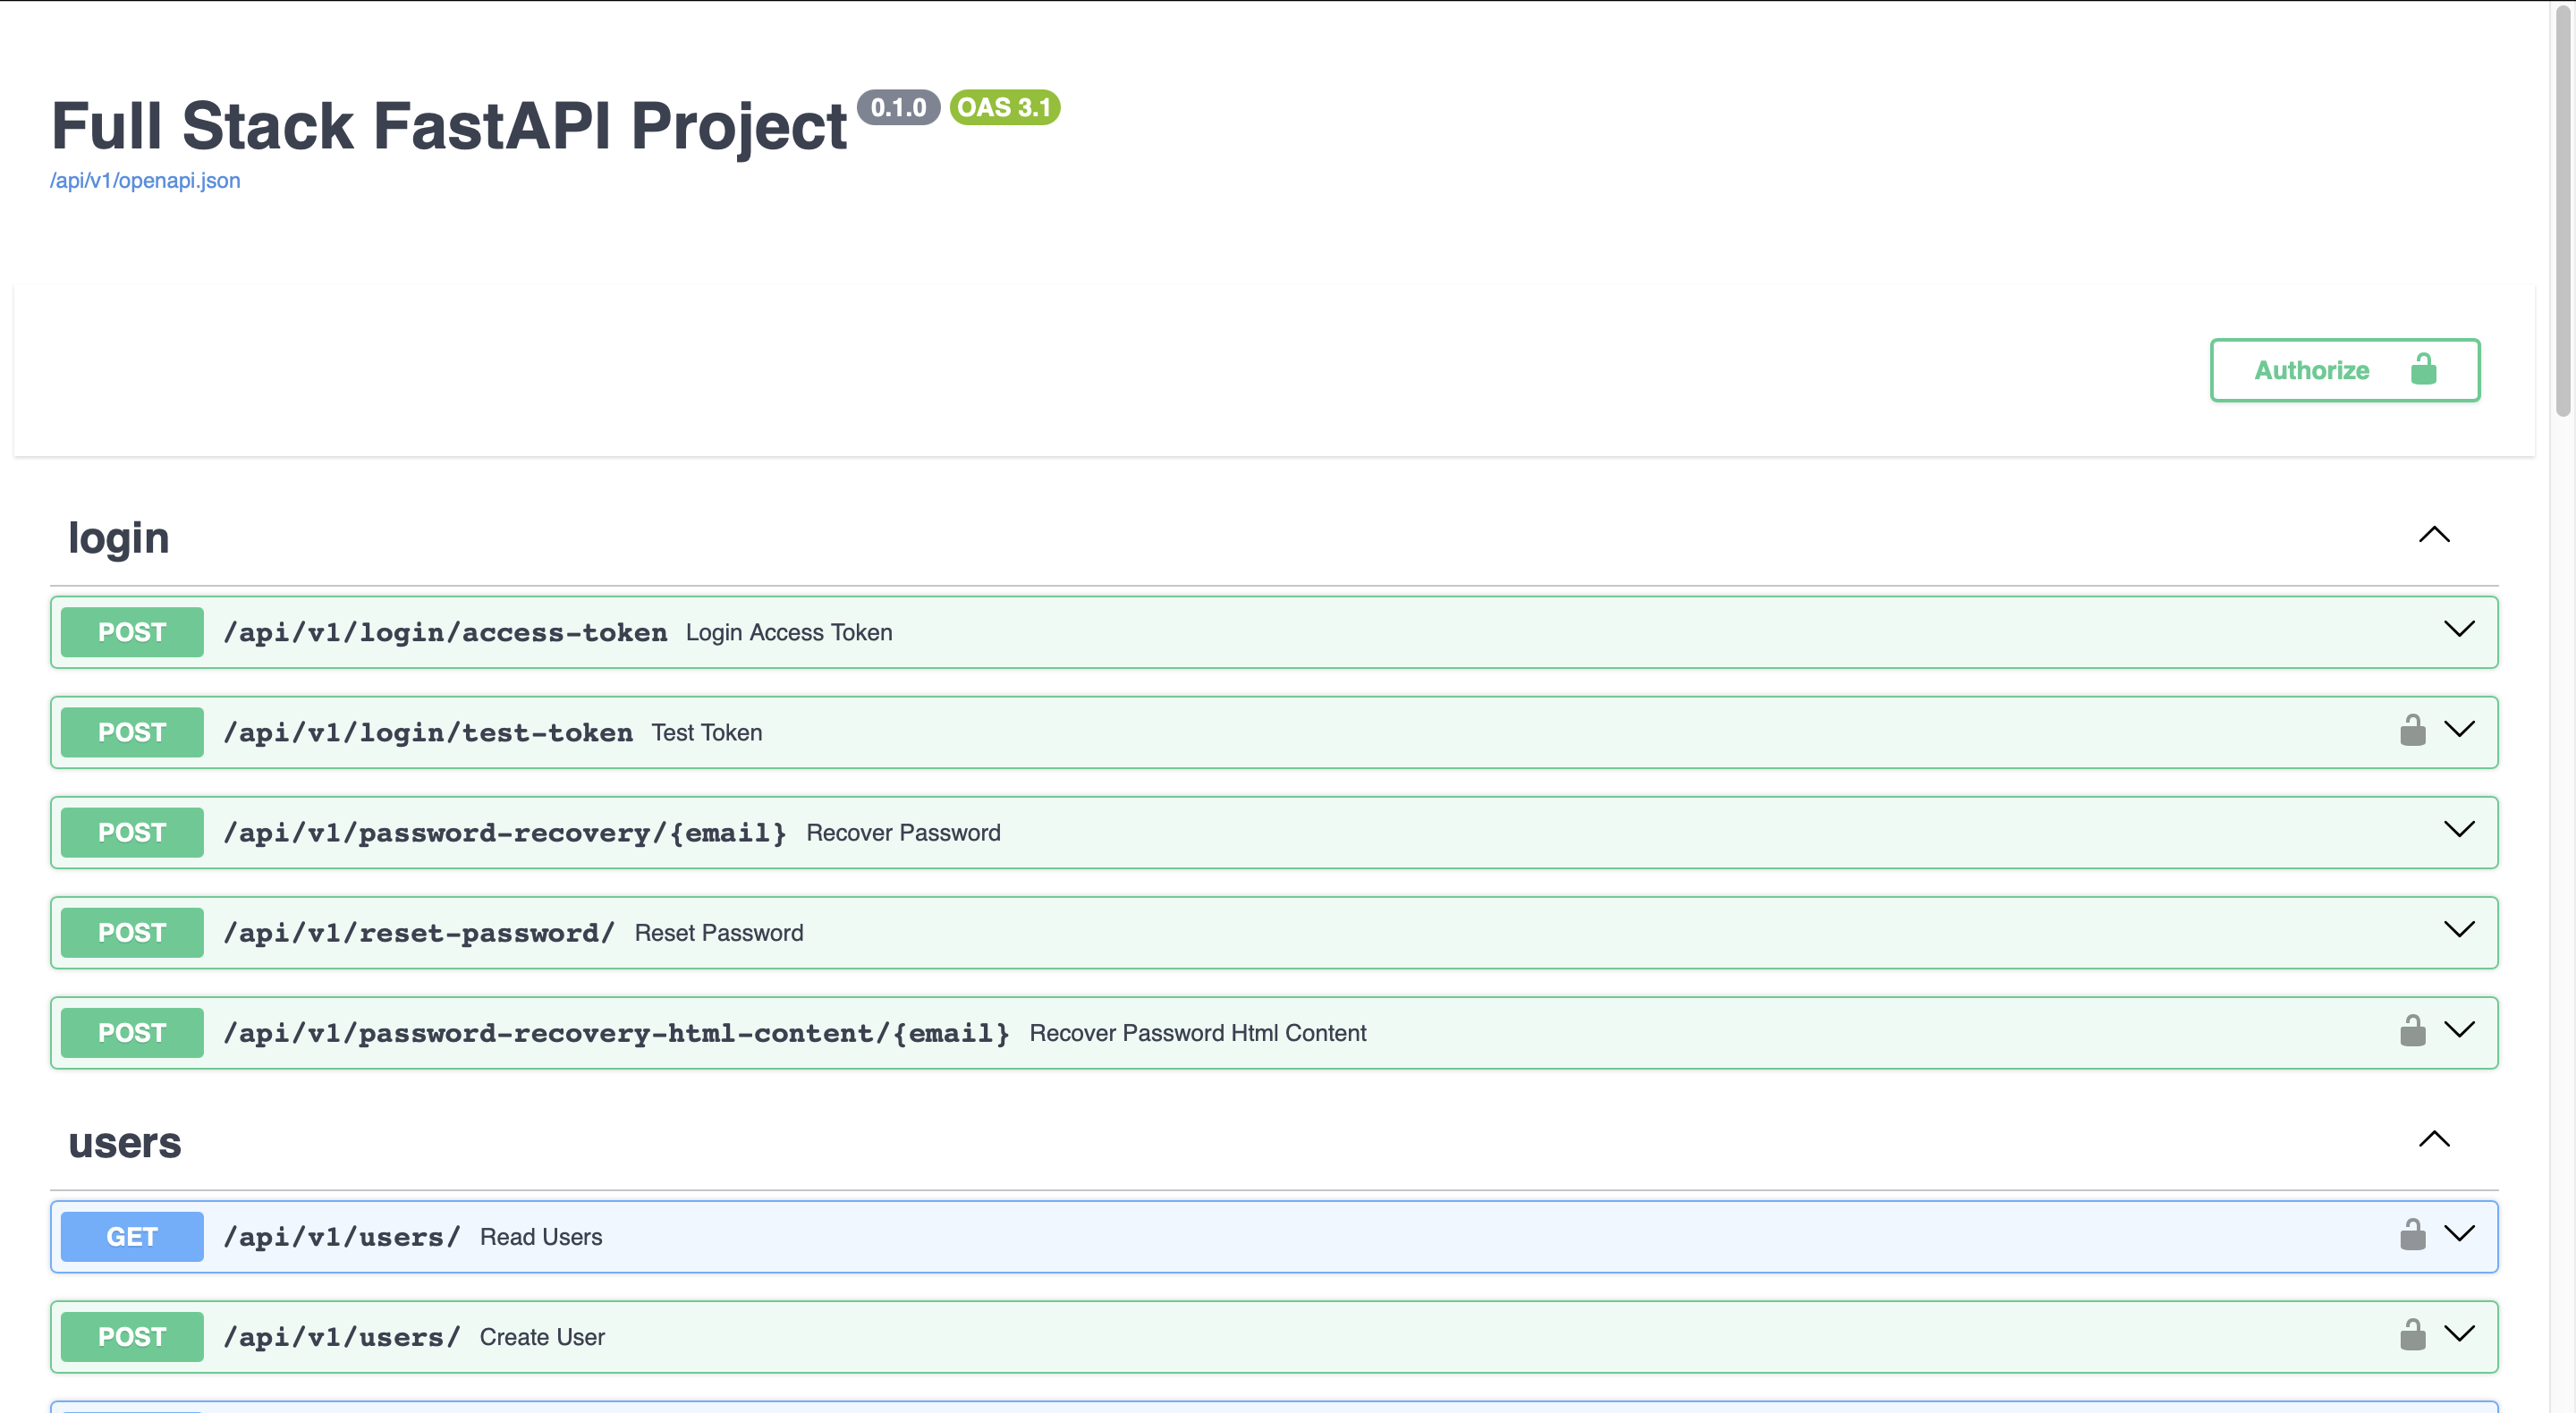 Full Stack FastAPI Project 0.1.0 OAS 3.1
/api/v1/openapi.json
Authorize
login
POST /api/v1/login/access-token Login Access Token
POST /api/v1/login/test-token Test Token
POST /api/v1/password-recovery/{email} Recover Password
POST /api/v1/reset-password/ Reset Password
POST /api/v1/password-recovery-html-content/{email} Recover Password Html Content
users
GET /api/v1/users/ Read Users
POST /api/v1/users/ Create User